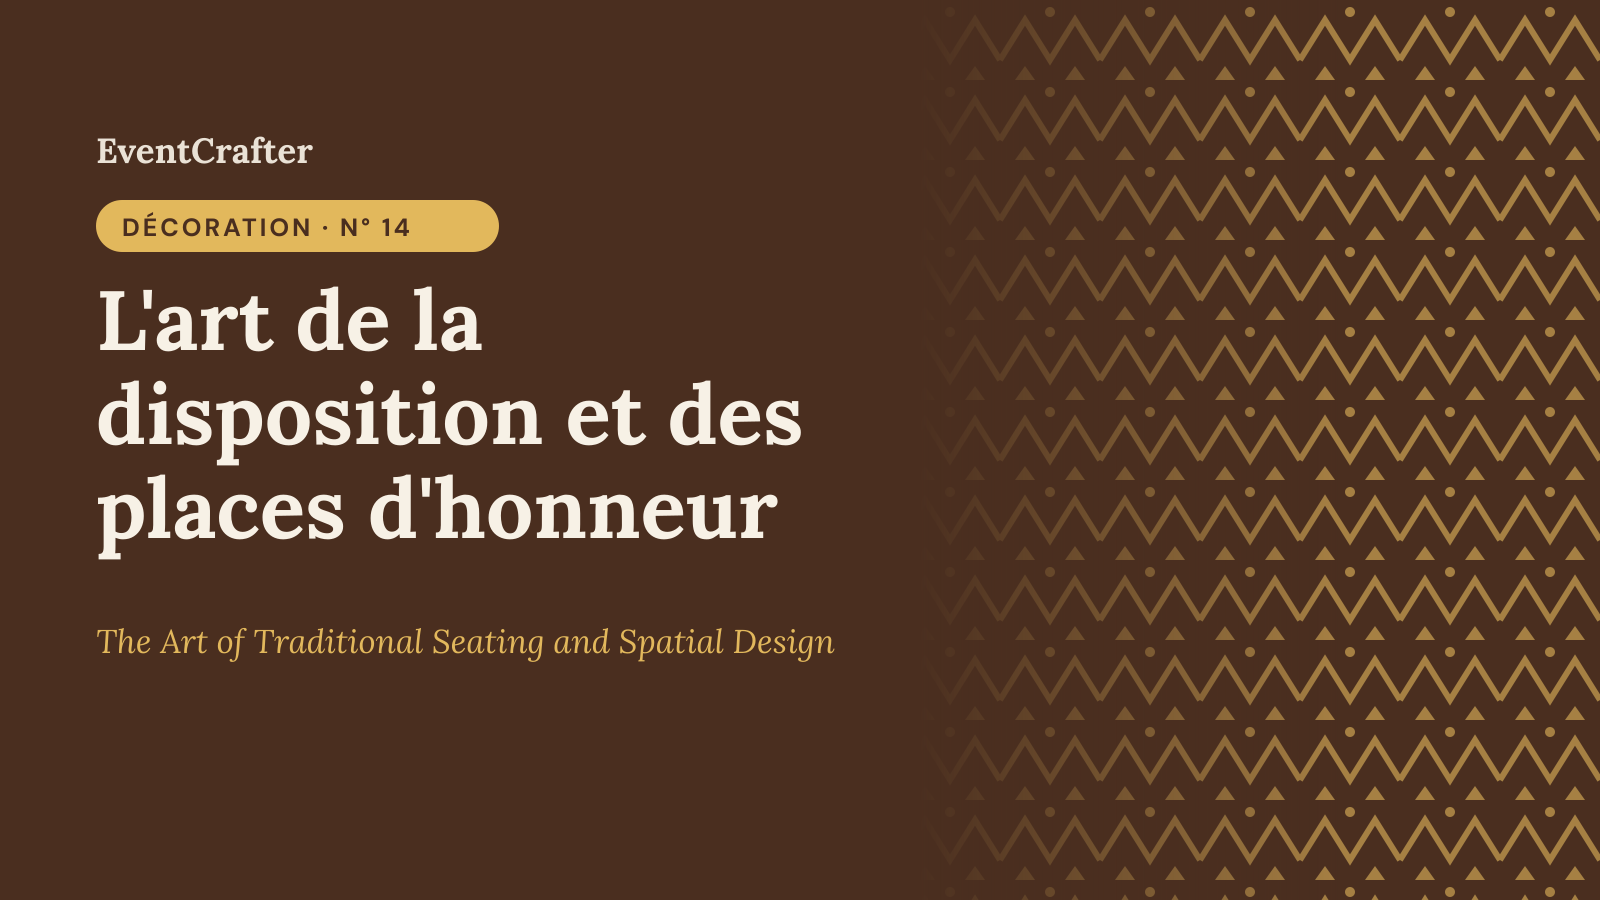 EventCrafter
DÉCORATION · N° 14
L'art de la
disposition et des
places d'honneur
The Art of Traditional Seating and Spatial Design